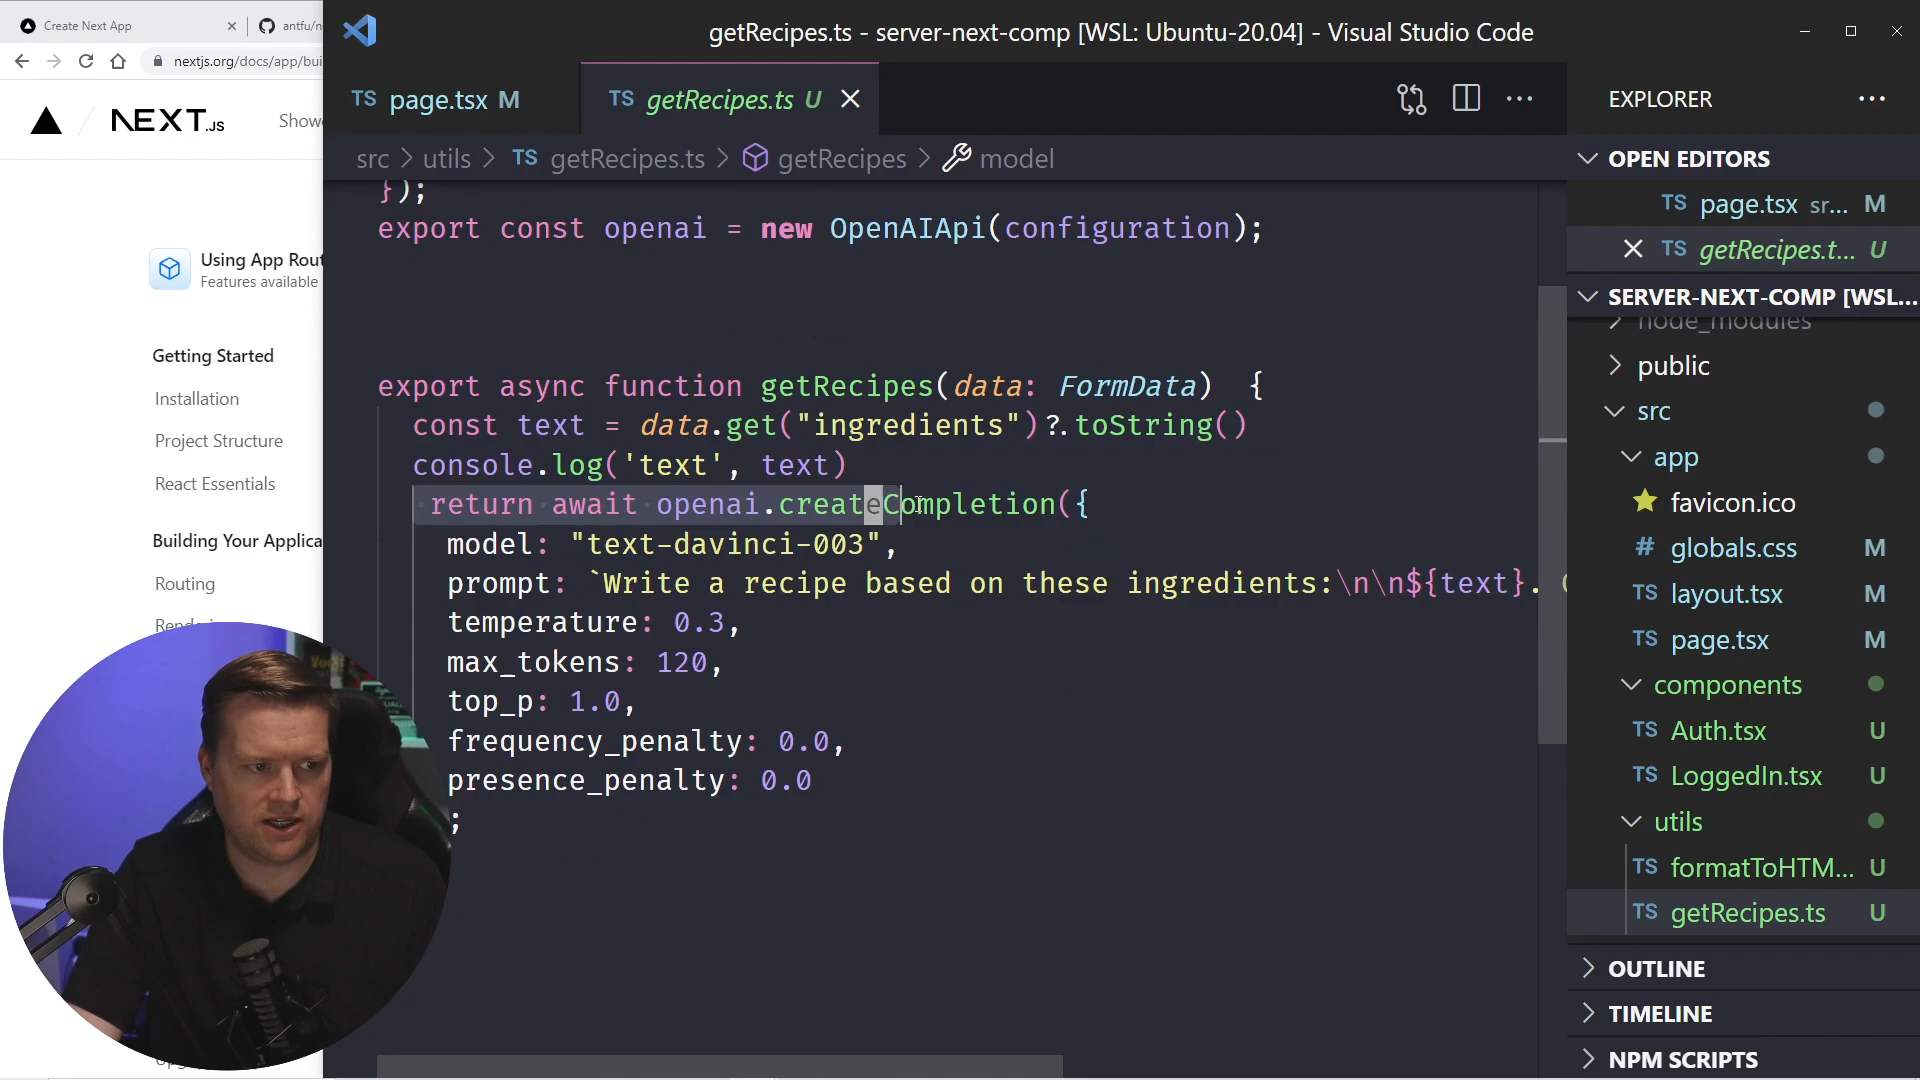 Create Next App
antfu/n
nextjs.org/docs/app/bui
NEXT.JS
Show
Using App Rout
Features available
Getting Started
Installation
Project Structure
React Essentials
Building Your Applica
Routing
getRecipes.ts - server-next-comp [WSL: Ubuntu-20.04] - Visual Studio Code
TS page.tsx M
TS getRecipes.ts U
src > utils > TS getRecipes.ts > getRecipes > model
});
export const openai = new OpenAIApi(configuration);
export async function getRecipes(data: FormData)  {
const text = data.get("ingredients")?.toString()
console.log('text', text)
return await openai.createCompletion({
model: "text-davinci-003",
prompt: `Write a recipe based on these ingredients:\n\n${text}.
temperature: 0.3,
max_tokens: 120,
top_p: 1.0,
frequency_penalty: 0.0,
presence_penalty: 0.0
;
EXPLORER
OPEN EDITORS
TS page.tsx sr... M
TS getRecipes.t... U
SERVER-NEXT-COMP [WSL...
node_modules
public
src
app
favicon.ico
# globals.css M
TS layout.tsx M
TS page.tsx M
components
TS Auth.tsx U
TS LoggedIn.tsx U
utils
TS formatToHTM... U
TS getRecipes.ts U
OUTLINE
TIMELINE
NPM SCRIPTS